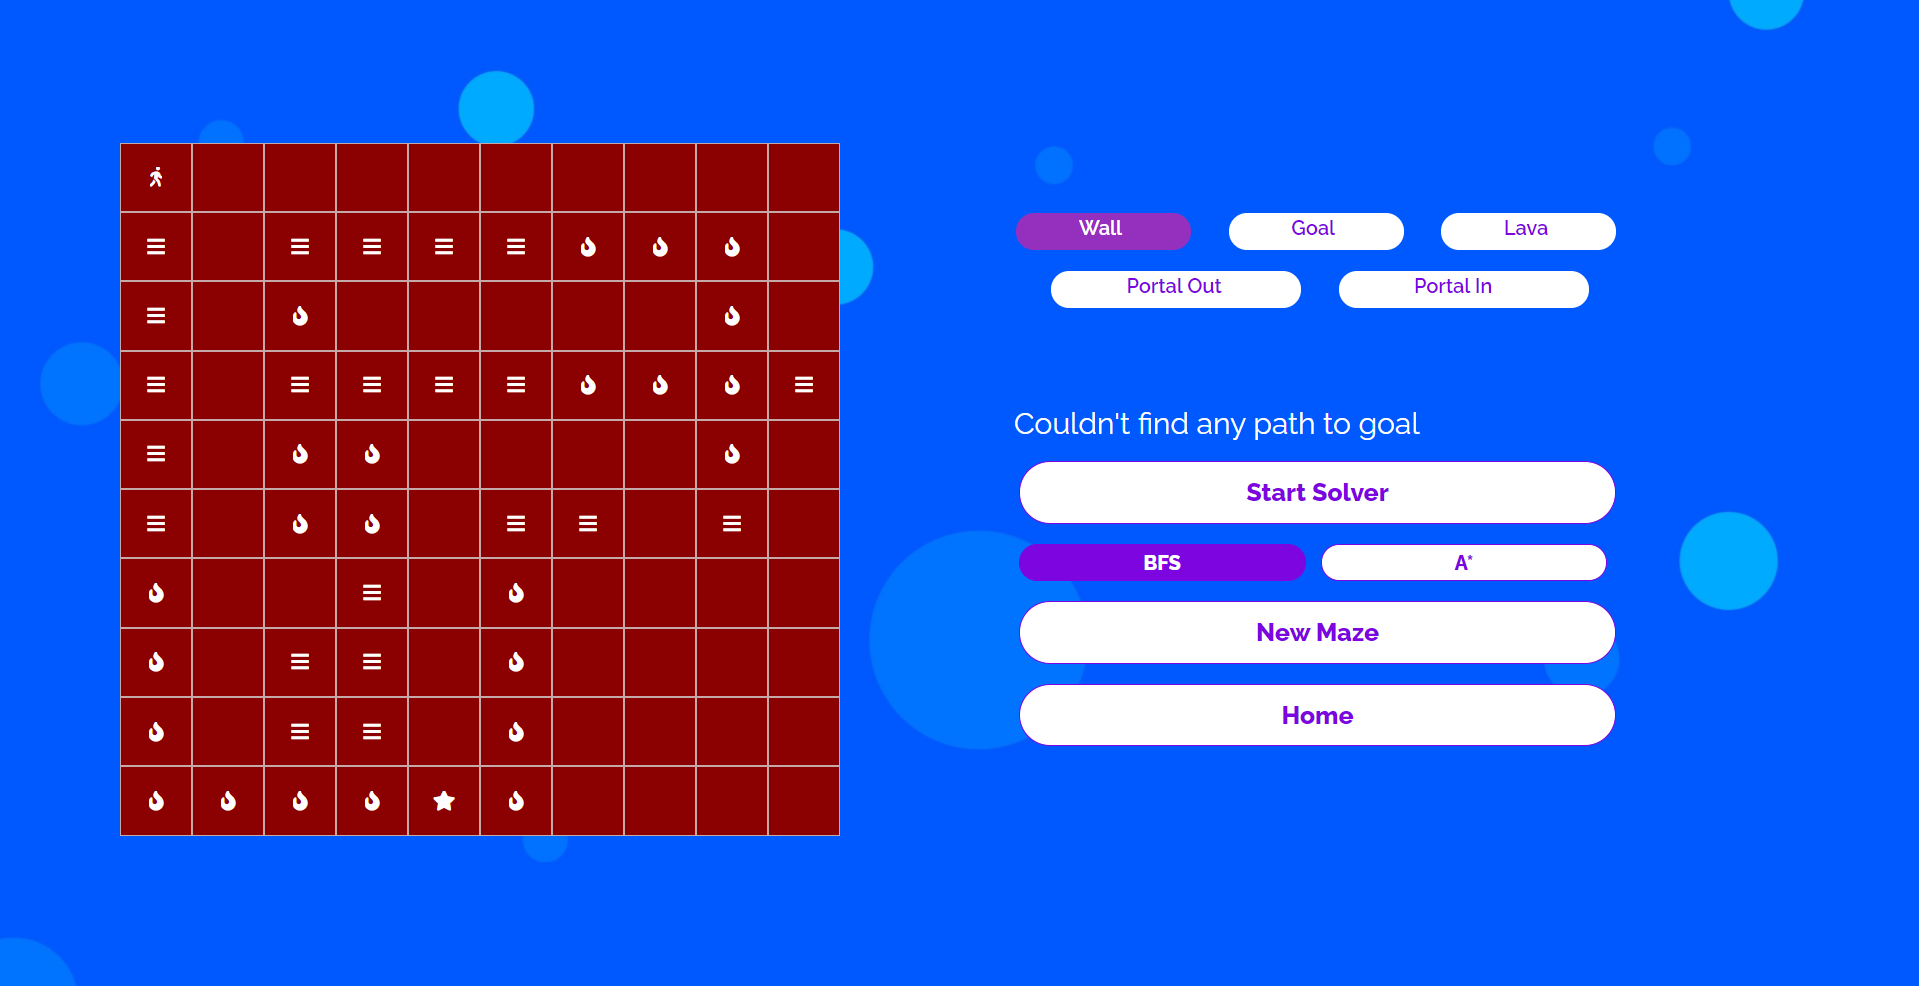 Wall
Goal
Lava
Portal Out
Portal In
Couldn't find any path to goal
Start Solver
BFS
A*
New Maze
Home